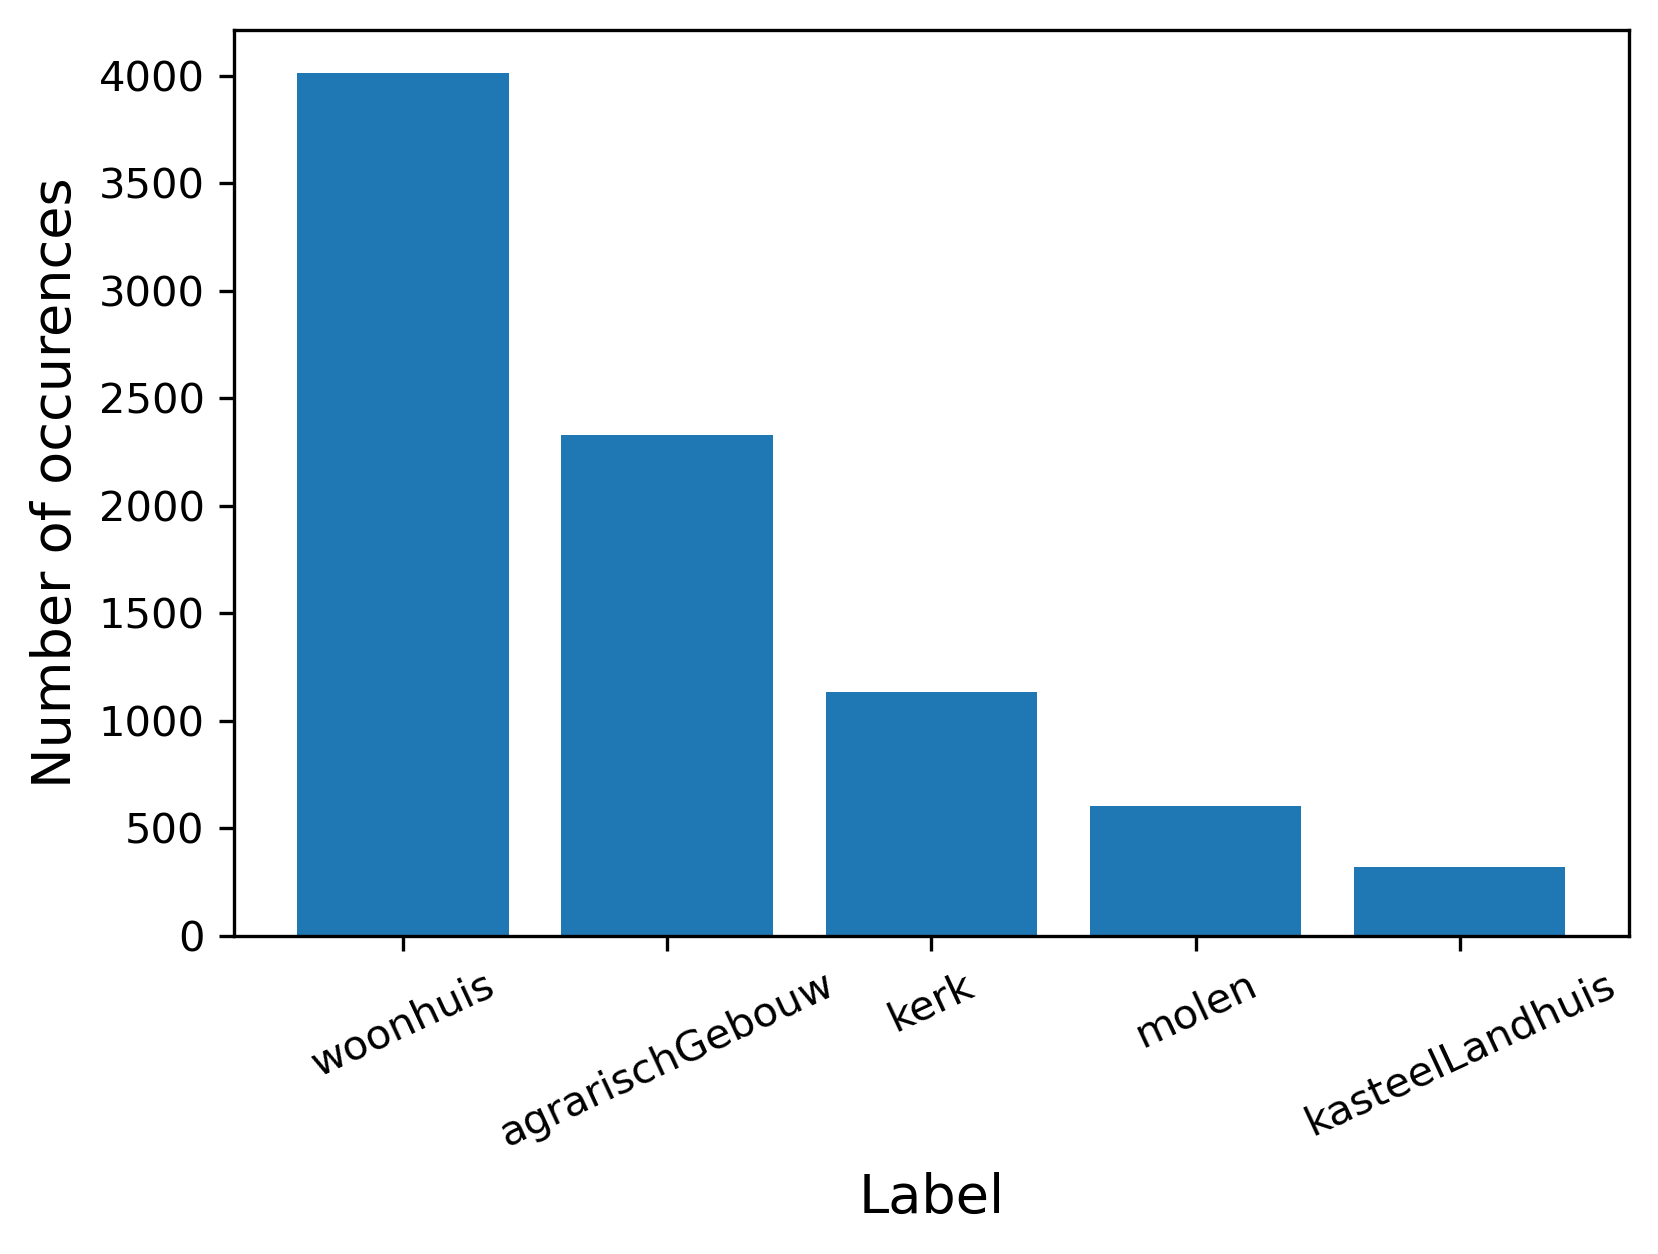 4000
3500
3000
2500
2000
1500
1000
500
0
Number of occurences
woonhuis
agrarischGebouw
kerk
molen
kasteelLandhuis
Label